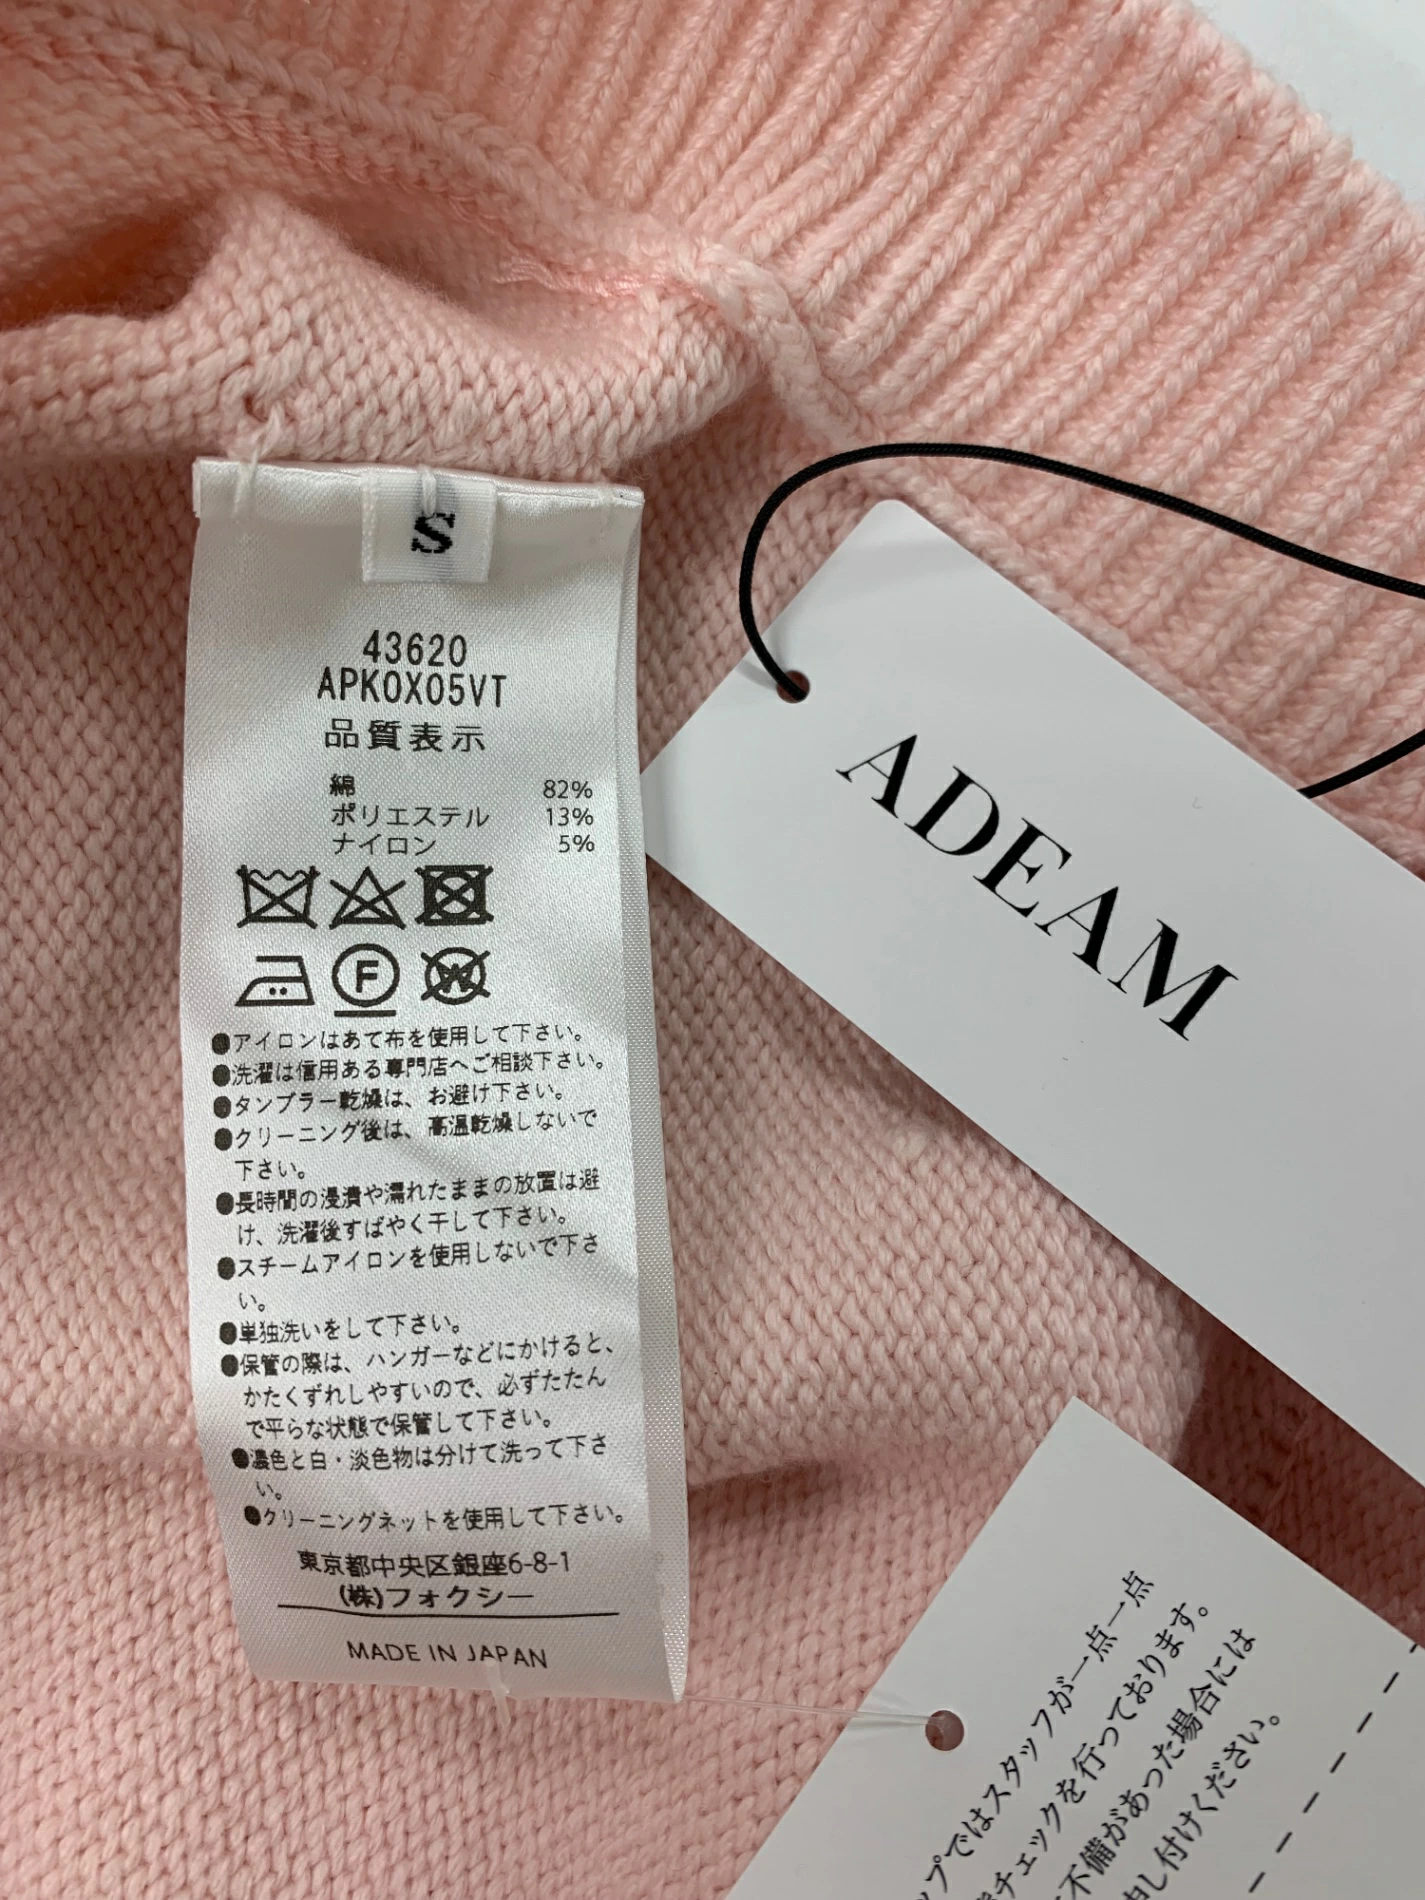 S
43620
APK0X05VT
品質表示
綿 82%
ポリエステル 13%
ナイロン 5%
F
W
●アイロンはあて布を使用して下さい。
●洗濯は信用ある専門店へご相談下さい。
●タンブラー乾燥は、お避け下さい。
●クリーニング後は、高温乾燥しないで
下さい。
●長時間の浸漬や濡れたままの放置は避
け、洗濯後すばやく干して下さい。
●スチームアイロンを使用しないで下さ
い。
●単独洗いをして下さい。
●保管の際は、ハンガーなどにかけると、
かたくずれしやすいので、必ずたたん
で平らな状態で保管して下さい。
●濃色と白・淡色物は分けて洗って下さ
い。
●クリーニングネットを使用して下さい。
東京都中央区銀座6-8-1
(株)フォクシー
MADE IN JAPAN
ADEAM
プではスタッフが一点一点
チェックを行っております。
不備があった場合には
し付けください。